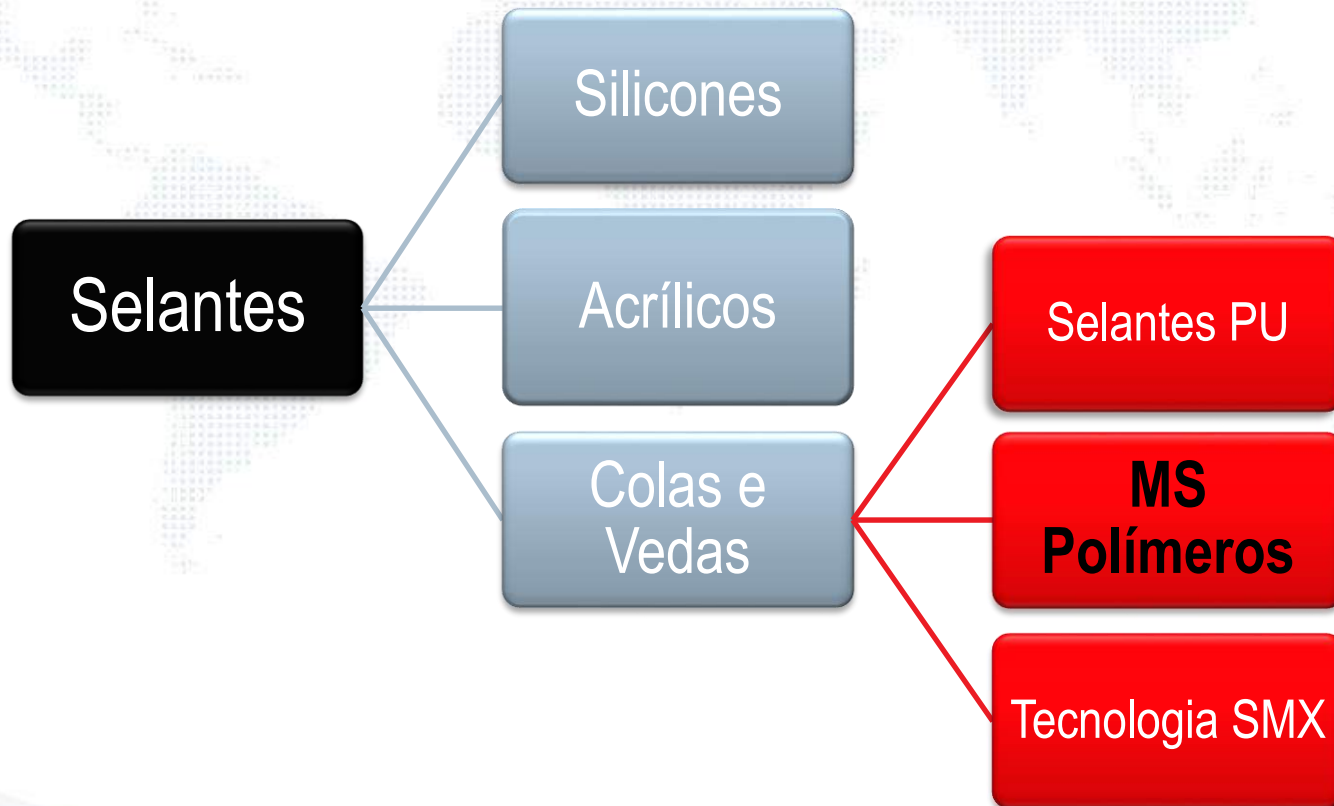 Selantes
Silicones
Acrílicos
Colas e
Vedas
Selantes PU
MS
Polímeros
Tecnologia SMX